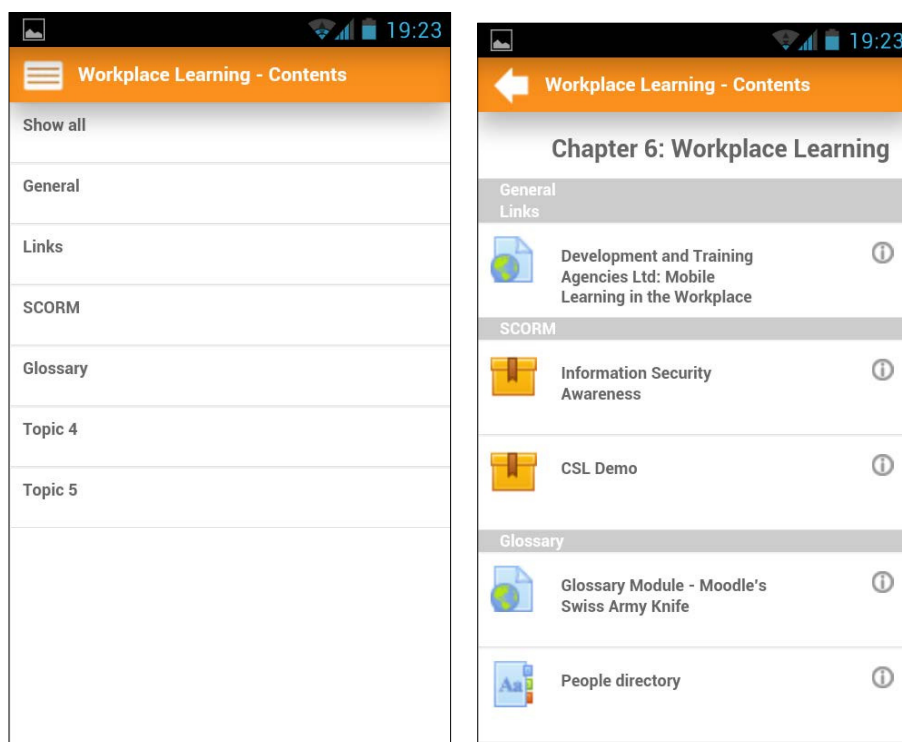 19:23
Workplace Learning - Contents
Show all
General
Links
SCORM
Glossary
Topic 4
Topic 5
19:23
Workplace Learning - Contents
Chapter 6: Workplace Learning
General
Links
Development and Training
Agencies Ltd: Mobile
Learning in the Workplace
SCORM
Information Security
Awareness
CSL Demo
Glossary
Glossary Module - Moodle's
Swiss Army Knife
Aa
People directory